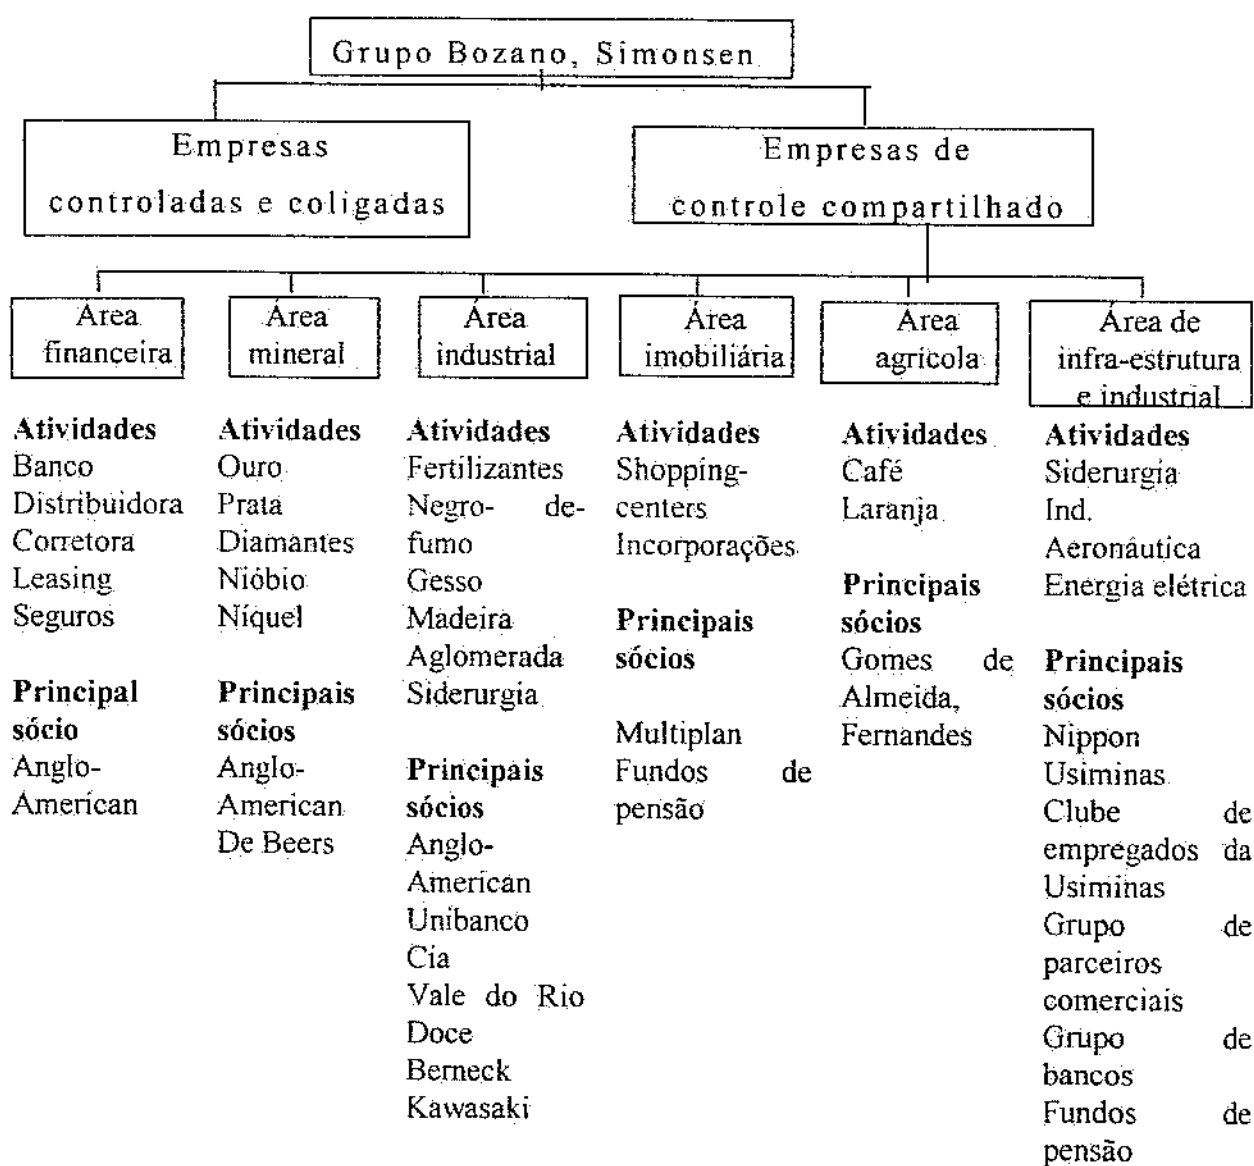 Grupo Bozano, Simonsen
Empresas
controladas e coligadas
Empresas de
controle compartilhado
Área
financeira
Área
mineral
Área
industrial
Área
imobiliária
Área
agrícola
Área de
infra-estrutura
e industrial
Atividades
Banco
Distribuidora
Corretora
Leasing
Seguros
Principal
sócio
Anglo-
American
Atividades
Ouro
Prata
Diamantes
Nióbio
Níquel
Principais
sócios
Anglo-
American
De Beers
Atividades
Fertilizantes
Negro- de-
fumo
Gesso
Madeira
Aglomerada
Siderurgia
Principais
sócios
Anglo-
American
Unibanco
Cia
Vale do Rio
Doce
Berneck
Kawasaki
Atividades
Shopping-
centers
Incorporações
Principais
sócios
Multiplan
Fundos de
pensão
Atividades
Café
Laranja
Principais
sócios
Gomes de
Almeida,
Fernandes
Atividades
Siderurgia
Ind.
Aeronáutica
Energia elétrica
Principais
sócios
Nippon
Usiminas
Clube de
empregados da
Usiminas
Grupo de
parceiros
comerciais
Grupo de
bancos
Fundos de
pensão